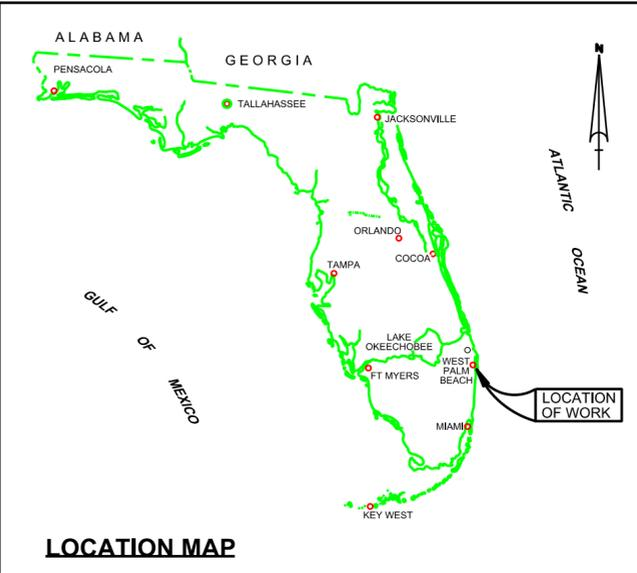 ALABAMA
GEORGIA
N
PENSACOLA
TALLAHASSEE
JACKSONVILLE
ATLANTIC
OCEAN
ORLANDO
COCOA
TAMPA
GULF
OF
MEXICO
LAKE
OKEECHOBEE
WEST
PALM
BEACH
FT MYERS
LOCATION
OF WORK
MIAMI
KEY WEST
LOCATION MAP